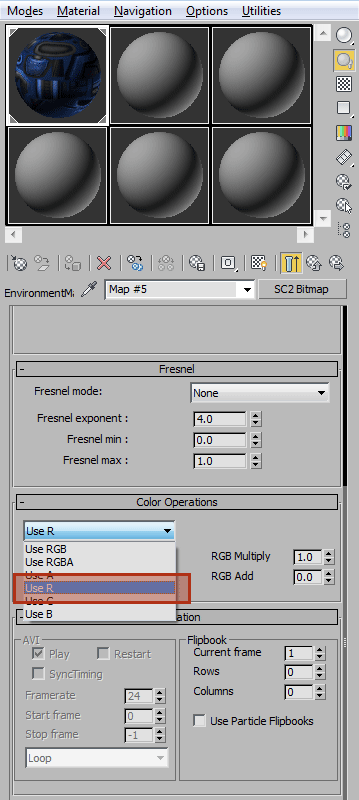 Modes Material Navigation Options Utilities
EnvironmentMa Map #5 SC2 Bitmap
- Fresnel
Fresnel mode: None
Fresnel exponent : 4.0
Fresnel min : 0.0
Fresnel max : 1.0
- Color Operations
Use R
Use RGB
Use RGBA RGB Multiply 1.0
Use A RGB Add 0.0
Use R
Use G
Use B
- ation
AVI Flipbook
Play Restart Current frame 1
SyncTiming Rows 0
Framerate 24 Columns 0
Start frame 0
Stop frame -1 Use Particle Flipbooks
Loop